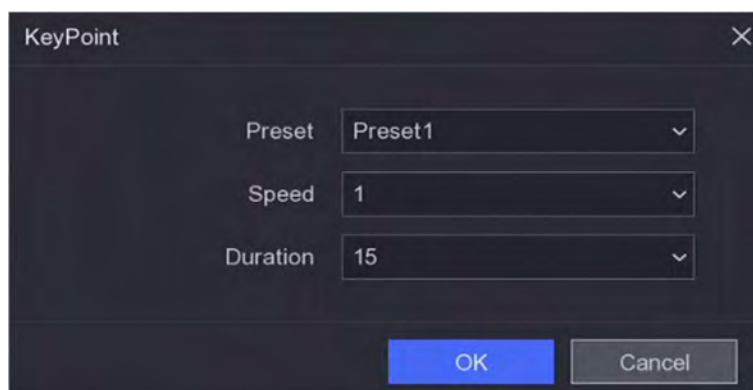 KeyPoint
Preset Preset1
Speed 1
Duration 15
OK Cancel